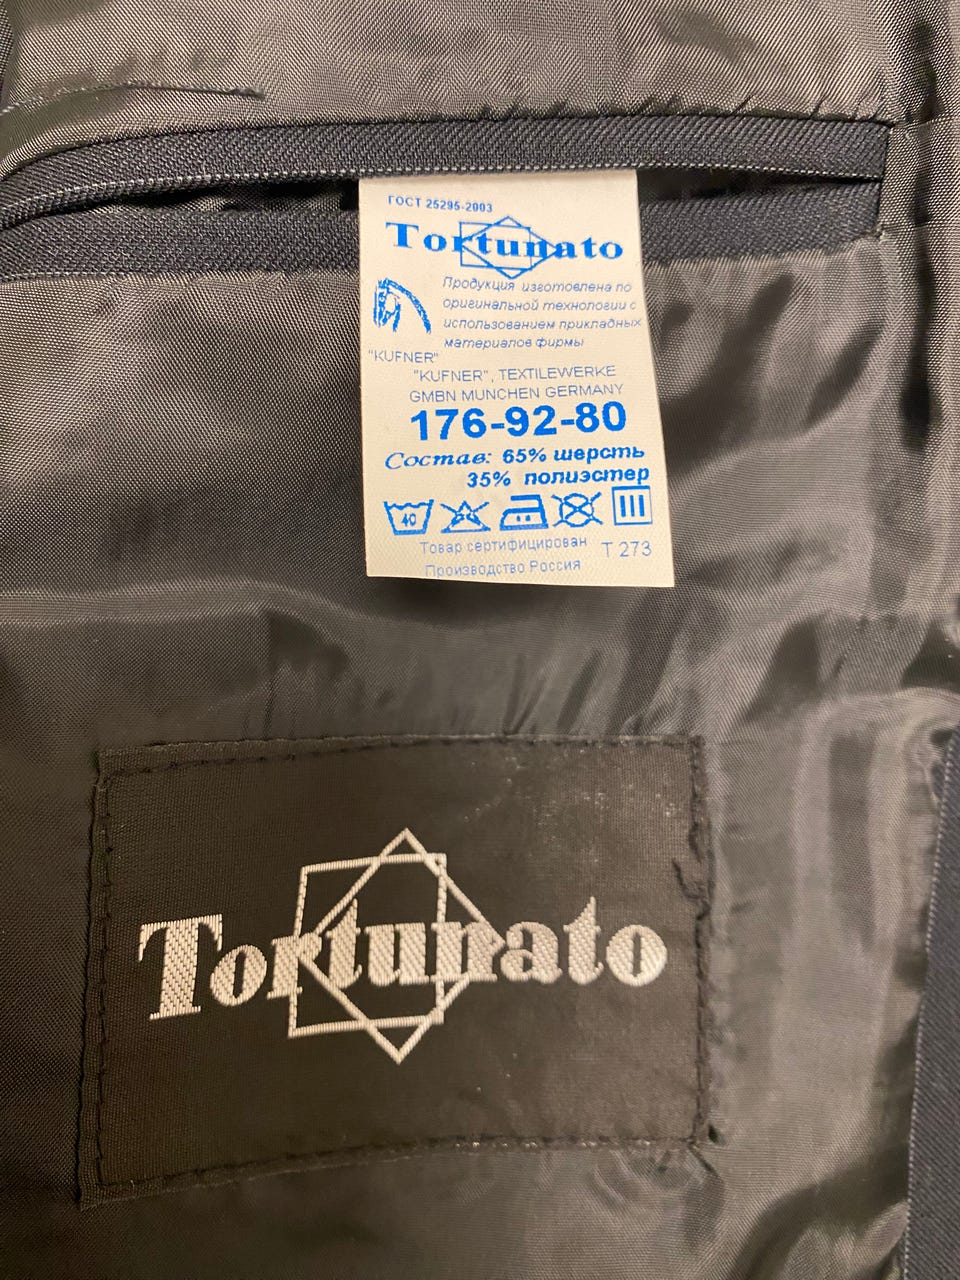 ГОСТ 25295-2003
Tortunato
Продукция изготовлена по
оригинальной технологии с
использованием прикладных
материалов фирмы
"KUFNER"
"KUFNER", TEXTILEWERKE
GMBN MUNCHEN GERMANY
176-92-80
Состав: 65% шерсть
35% полиэстер
40
Товар сертифицирован Т 273
Производство Россия
Tortunato